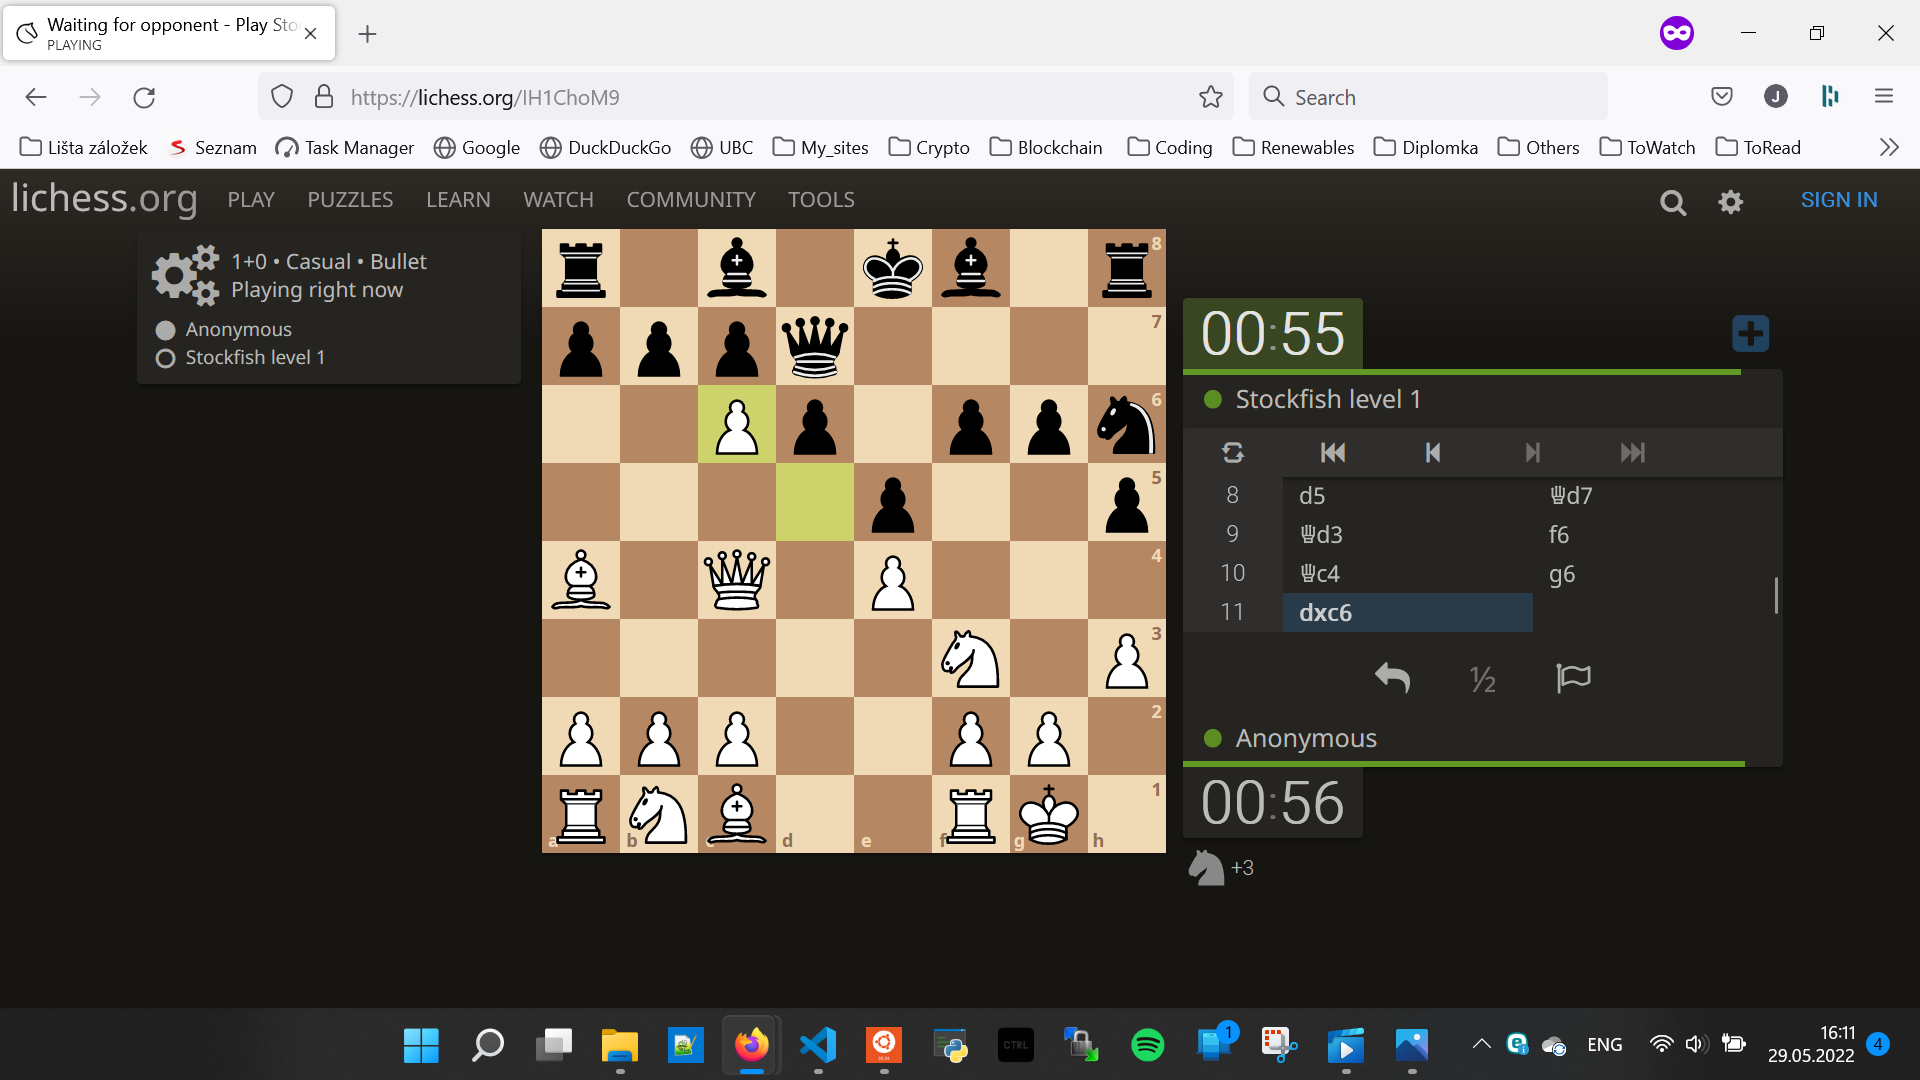 Waiting for opponent - Play Sto
PLAYING
https://lichess.org/IH1ChoM9
Search
J
Lišta záložek
Seznam
Task Manager
Google
DuckDuckGo
UBC
My_sites
Crypto
Blockchain
Coding
Renewables
Diplomka
Others
ToWatch
ToRead
lichess.org
PLAY
PUZZLES
LEARN
WATCH
COMMUNITY
TOOLS
SIGN IN
1+0 • Casual • Bullet
Playing right now
Anonymous
Stockfish level 1
8
7
6
5
4
3
2
1
a
b
c
d
e
f
g
h
00:55
Stockfish level 1
8 d5 ♕d7
9 ♕d3 f6
10 ♕c4 g6
11 dxc6
½
Anonymous
00:56
+3
CTRL
1
ENG
16:11
29.05.2022
4